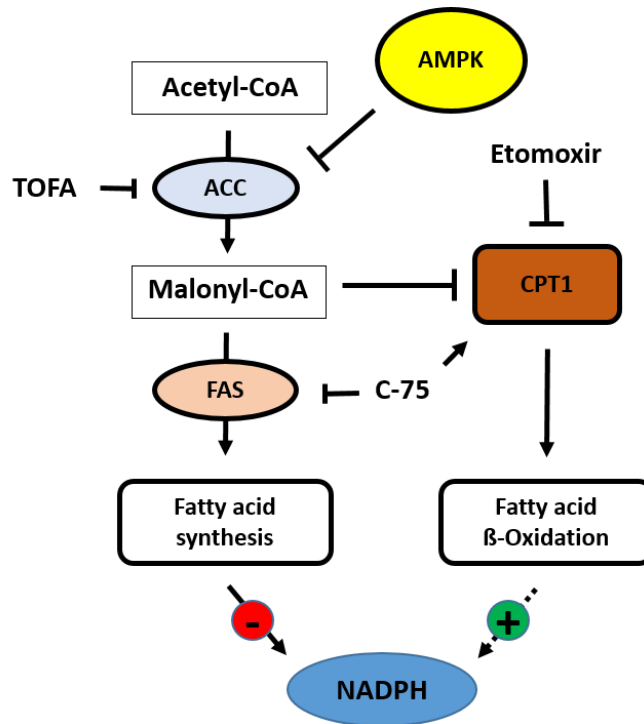 AMPK
Acetyl-CoA
Etomoxir
TOFA
ACC
Malonyl-CoA
CPT1
FAS
C-75
Fatty acid
synthesis
Fatty acid
ß-Oxidation
-
+
NADPH